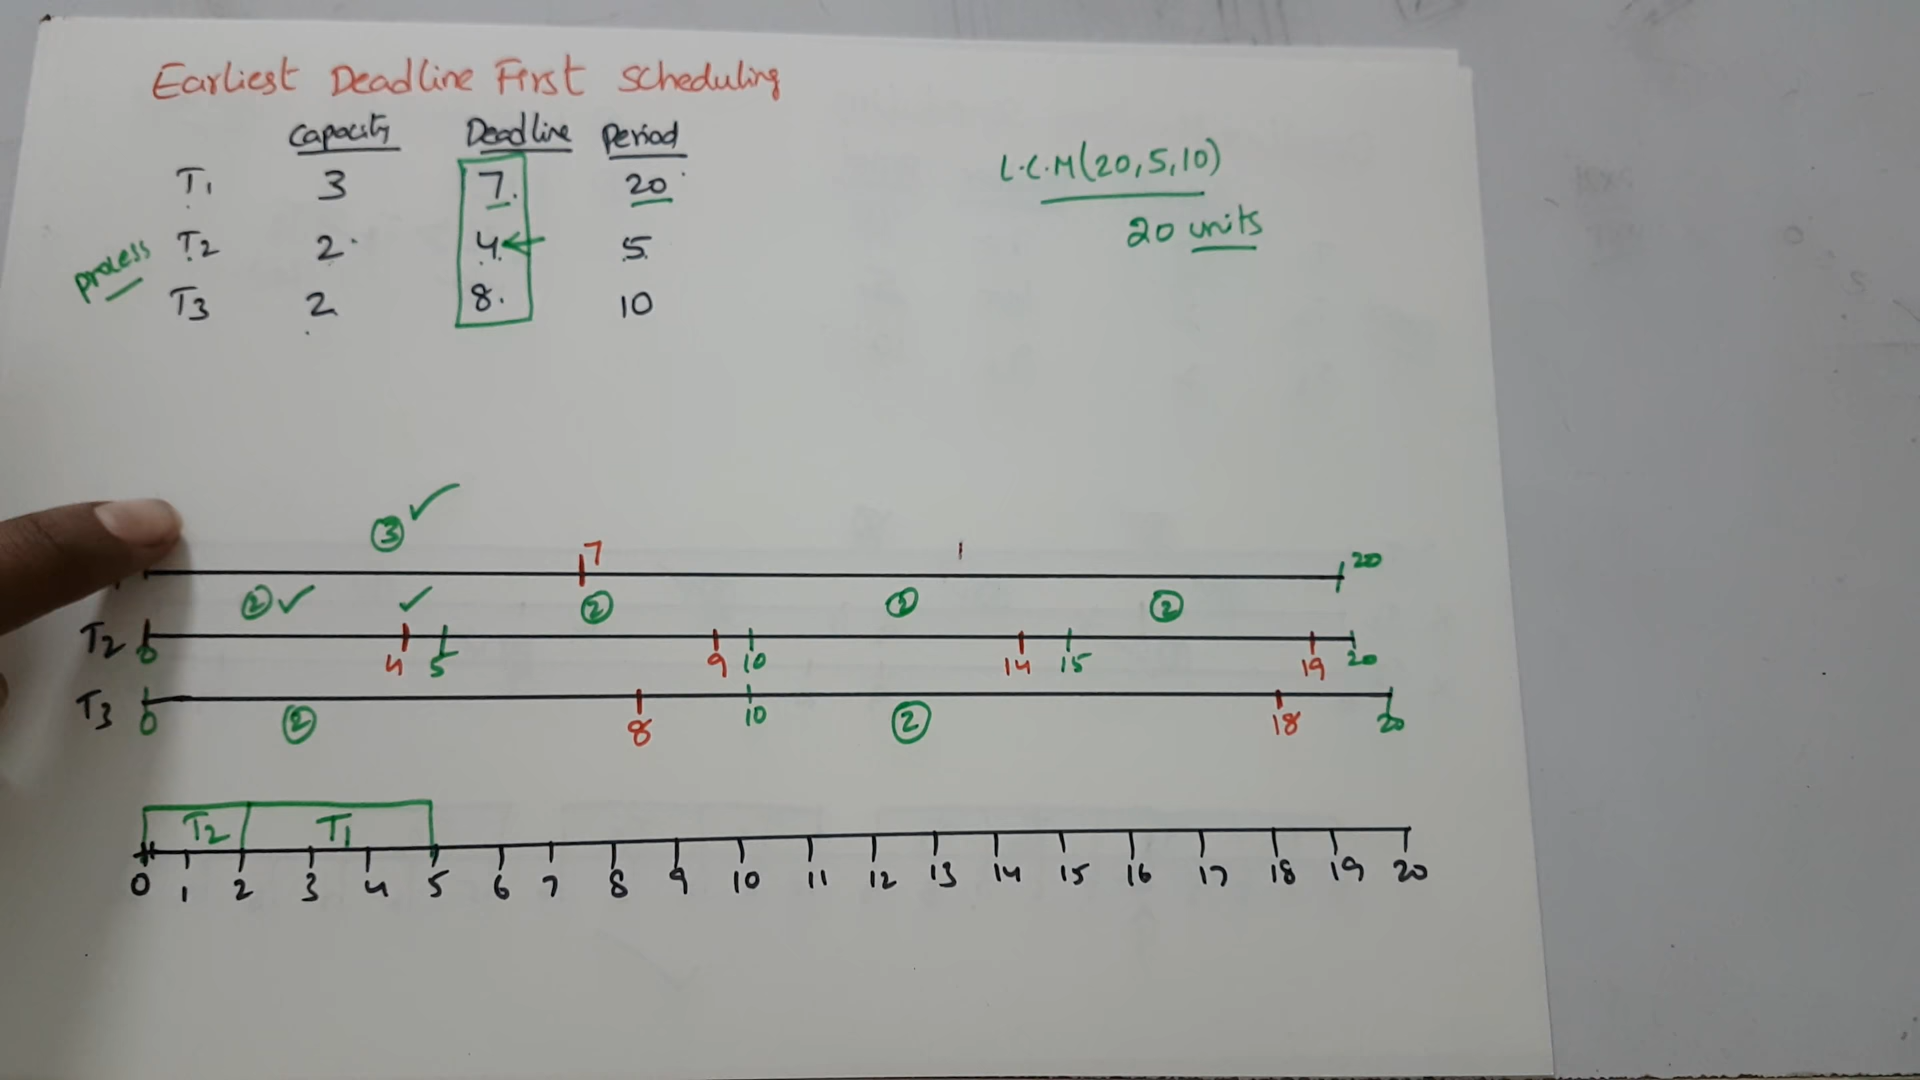 Earliest Deadline First Scheduling
Capacity Deadline Period
T1 3 7 20
T2 2 4 5
T3 2 8 10
process
L.C.M(20,5,10)
20 units
3 ✓
7 20
2 ✓ ✓ 2 2 2
T2 0 4 5 9 10 14 15 19 20
T3 0 8 10 18 20
2 2
T2 T1
0 1 2 3 4 5 6 7 8 9 10 11 12 13 14 15 16 17 18 19 20